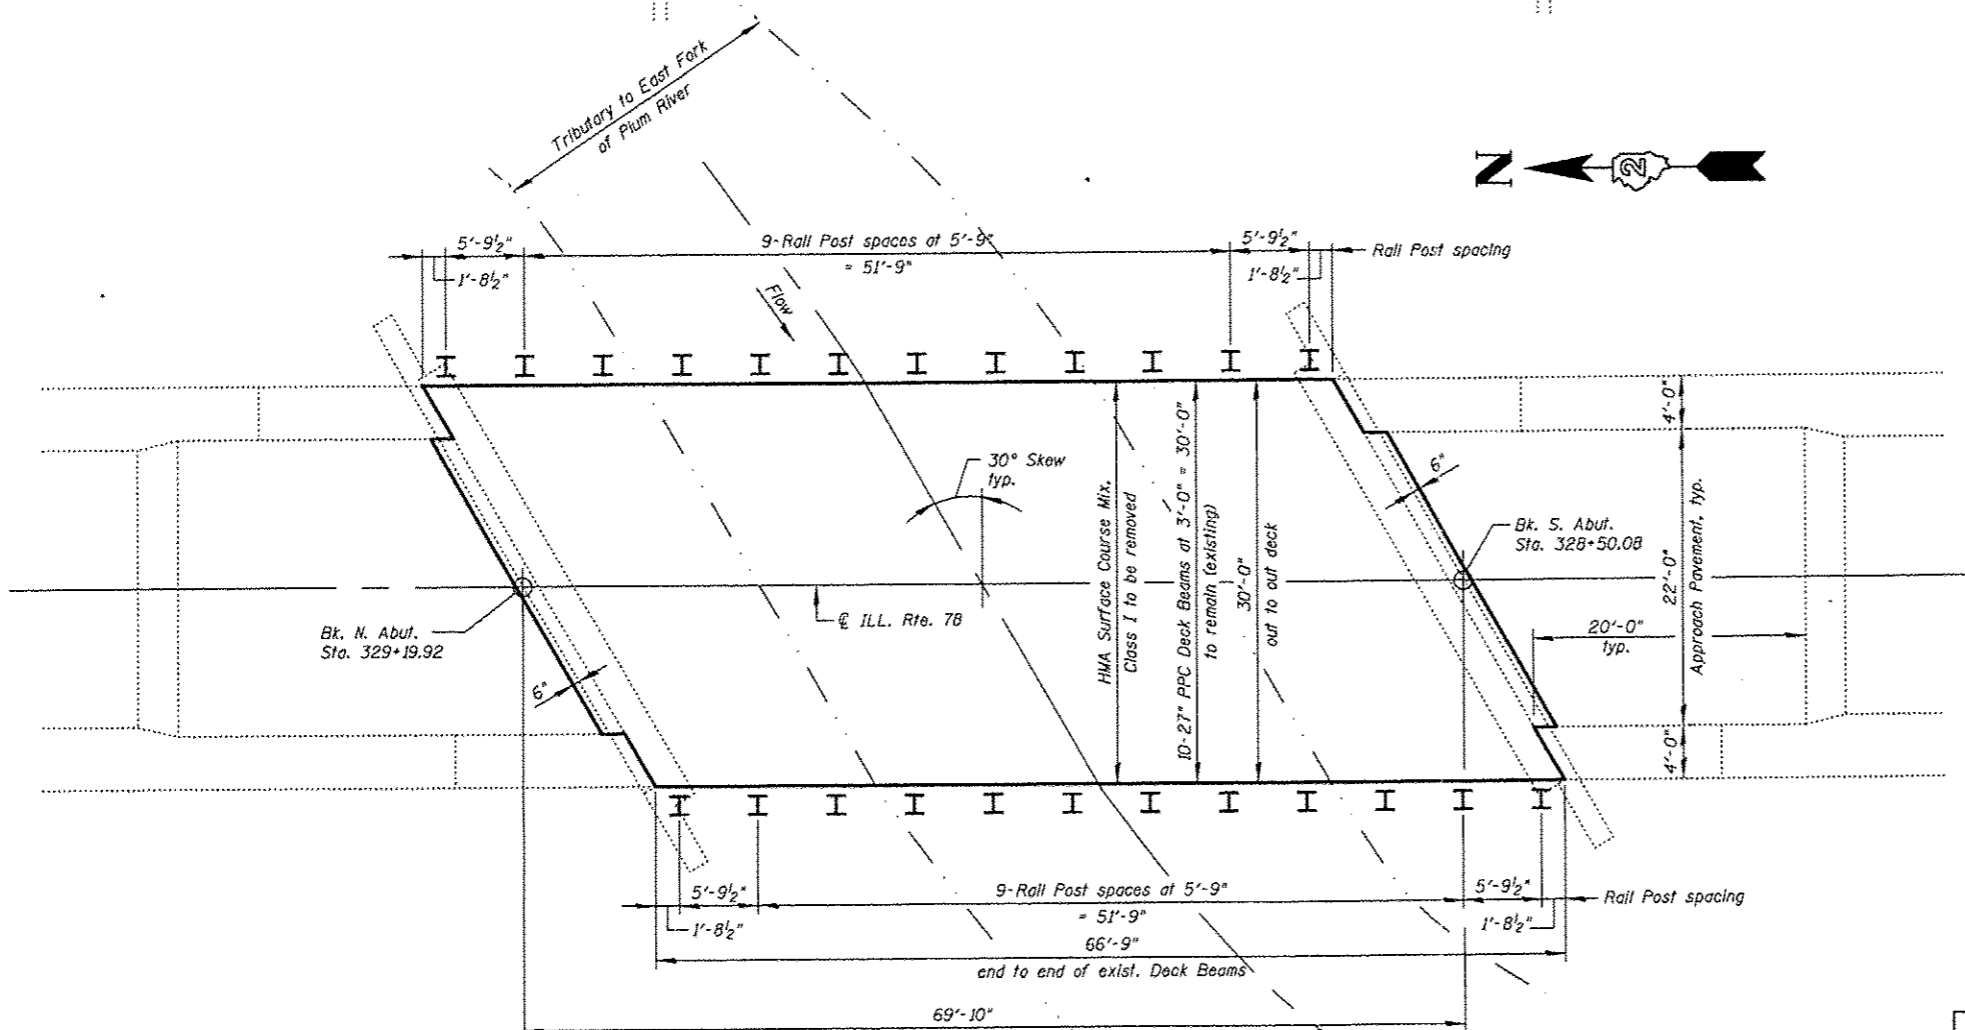 Tributary to East Fork
of Plum River
N
2
5'-9½"
9-Rail Post spaces at 5'-9"
= 51'-9"
5'-9½"
Rail Post spacing
1'-8½"
1'-8½"
Flow
30° Skew
typ.
HMA Surface Course Mix,
Class I to be removed
10-27" PPC Deck Beams at 3'-0" = 30'-0"
to remain (existing)
30'-0"
out to out deck
4'-0"
22'-0"
4'-0"
Approach Pavement, typ.
6"
Bk. S. Abut.
Sta. 328+50.08
20'-0"
typ.
℄ ILL. Rte. 78
Bk. N. Abut.
Sta. 329+19.92
6"
5'-9½"
9-Rail Post spaces at 5'-9"
= 51'-9"
5'-9½"
Rail Post spacing
1'-8½"
1'-8½"
66'-9"
end to end of exist. Deck Beams
69'-10"